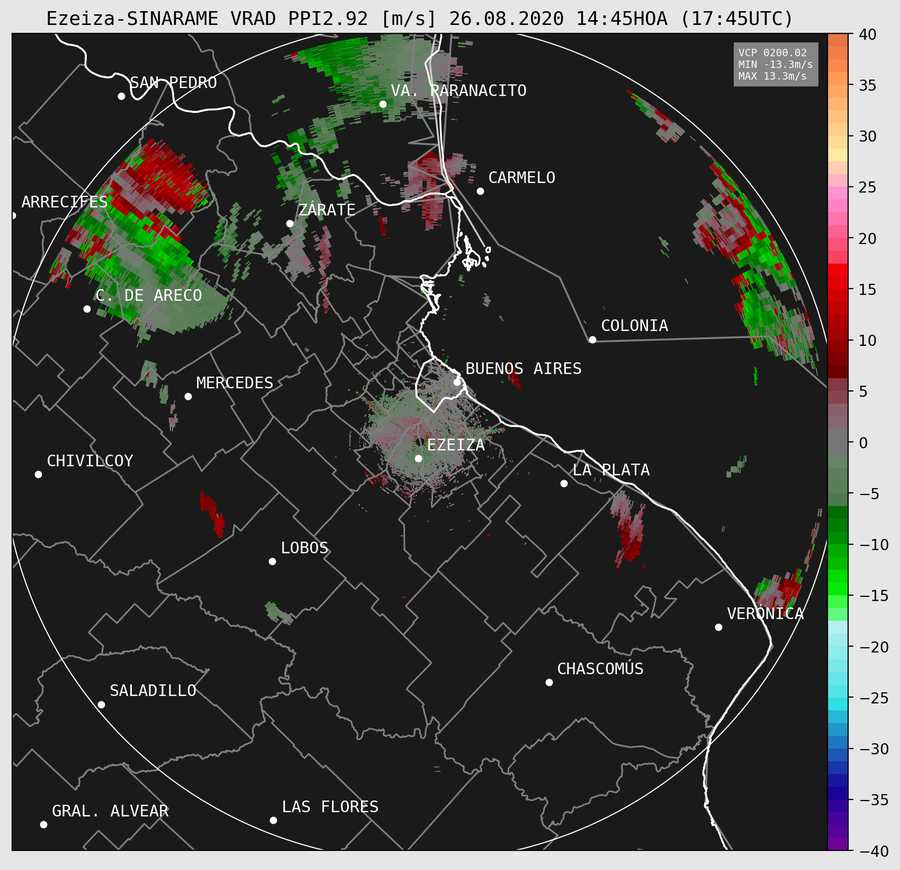 Ezeiza-SINARAME VRAD PPI2.92 [m/s] 26.08.2020 14:45HOA (17:45UTC)
VCP 0200.02
MIN -13.3m/s
MAX 13.3m/s
SAN PEDRO
VA. PARANACITO
CARMELO
ARRECIFES
ZÁRATE
C. DE ARECO
COLONIA
MERCEDES
BUENOS AIRES
EZEIZA
CHIVILCOY
LA PLATA
LOBOS
VERÓNICA
CHASCOMÚS
SALADILLO
GRAL. ALVEAR
LAS FLORES
40
35
30
25
20
15
10
5
0
−5
−10
−15
−20
−25
−30
−35
−40